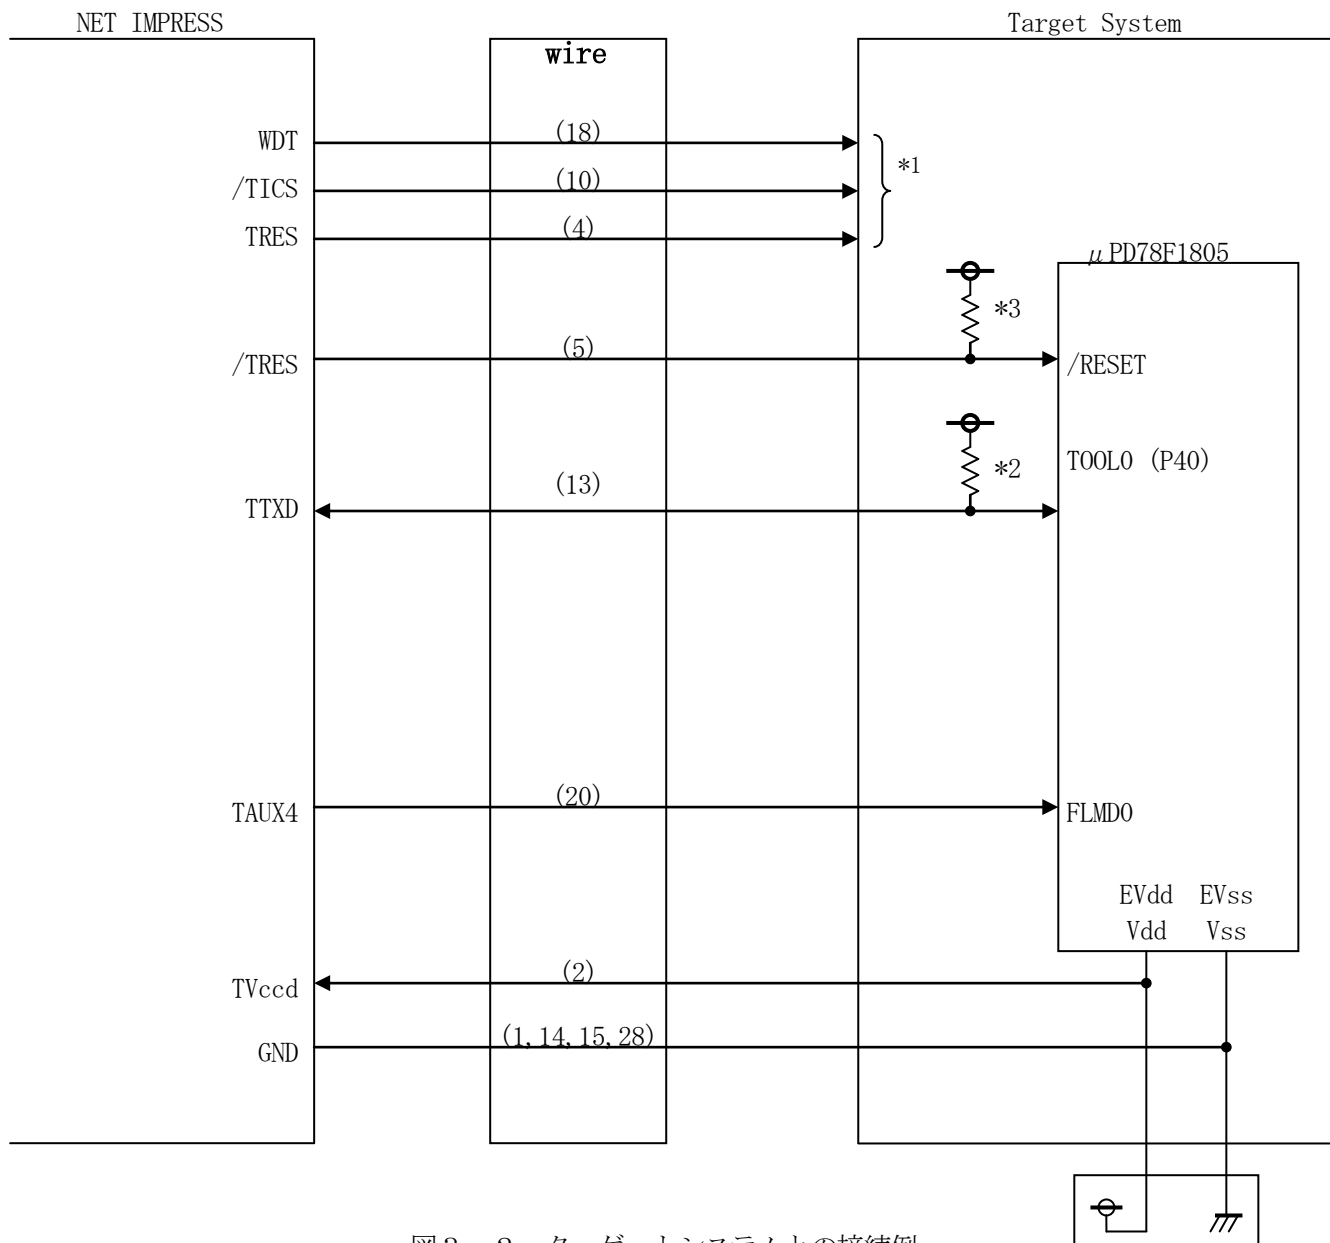 NET IMPRESS
Target System
wire
WDT
(18)
*1
/TICS
(10)
TRES
(4)
μPD78F1805
*3
/TRES
(5)
/RESET
*2
TOOL0 (P40)
TTXD
(13)
TAUX4
(20)
FLMD0
EVdd EVss
Vdd Vss
TVccd
(2)
GND
(1,14,15,28)